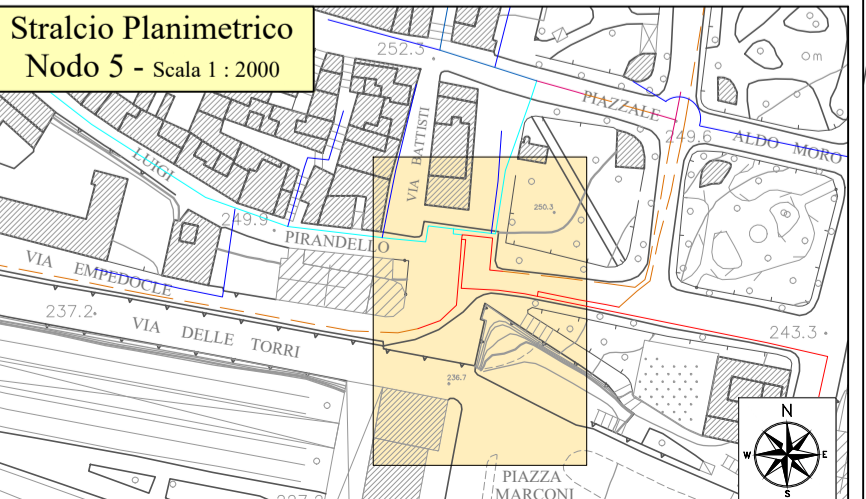 Stralcio Planimetrico
Nodo 5 - Scala 1 : 2000
252.3
PIAZZALE
ALDO MORO
249.6
VIA BATTISTI
LUIGI
250.3
249.9
PIRANDELLO
VIA EMPEDOCLE
237.2
VIA DELLE TORRI
243.3
236.7
N
W
E
S
PIAZZA
MARCONI